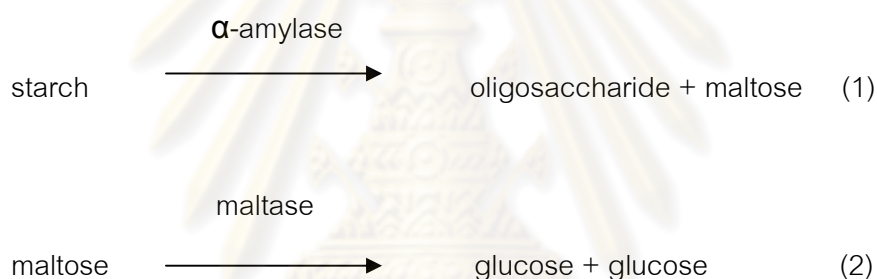 α-amylase
starch oligosaccharide + maltose (1)
maltase
maltose glucose + glucose (2)